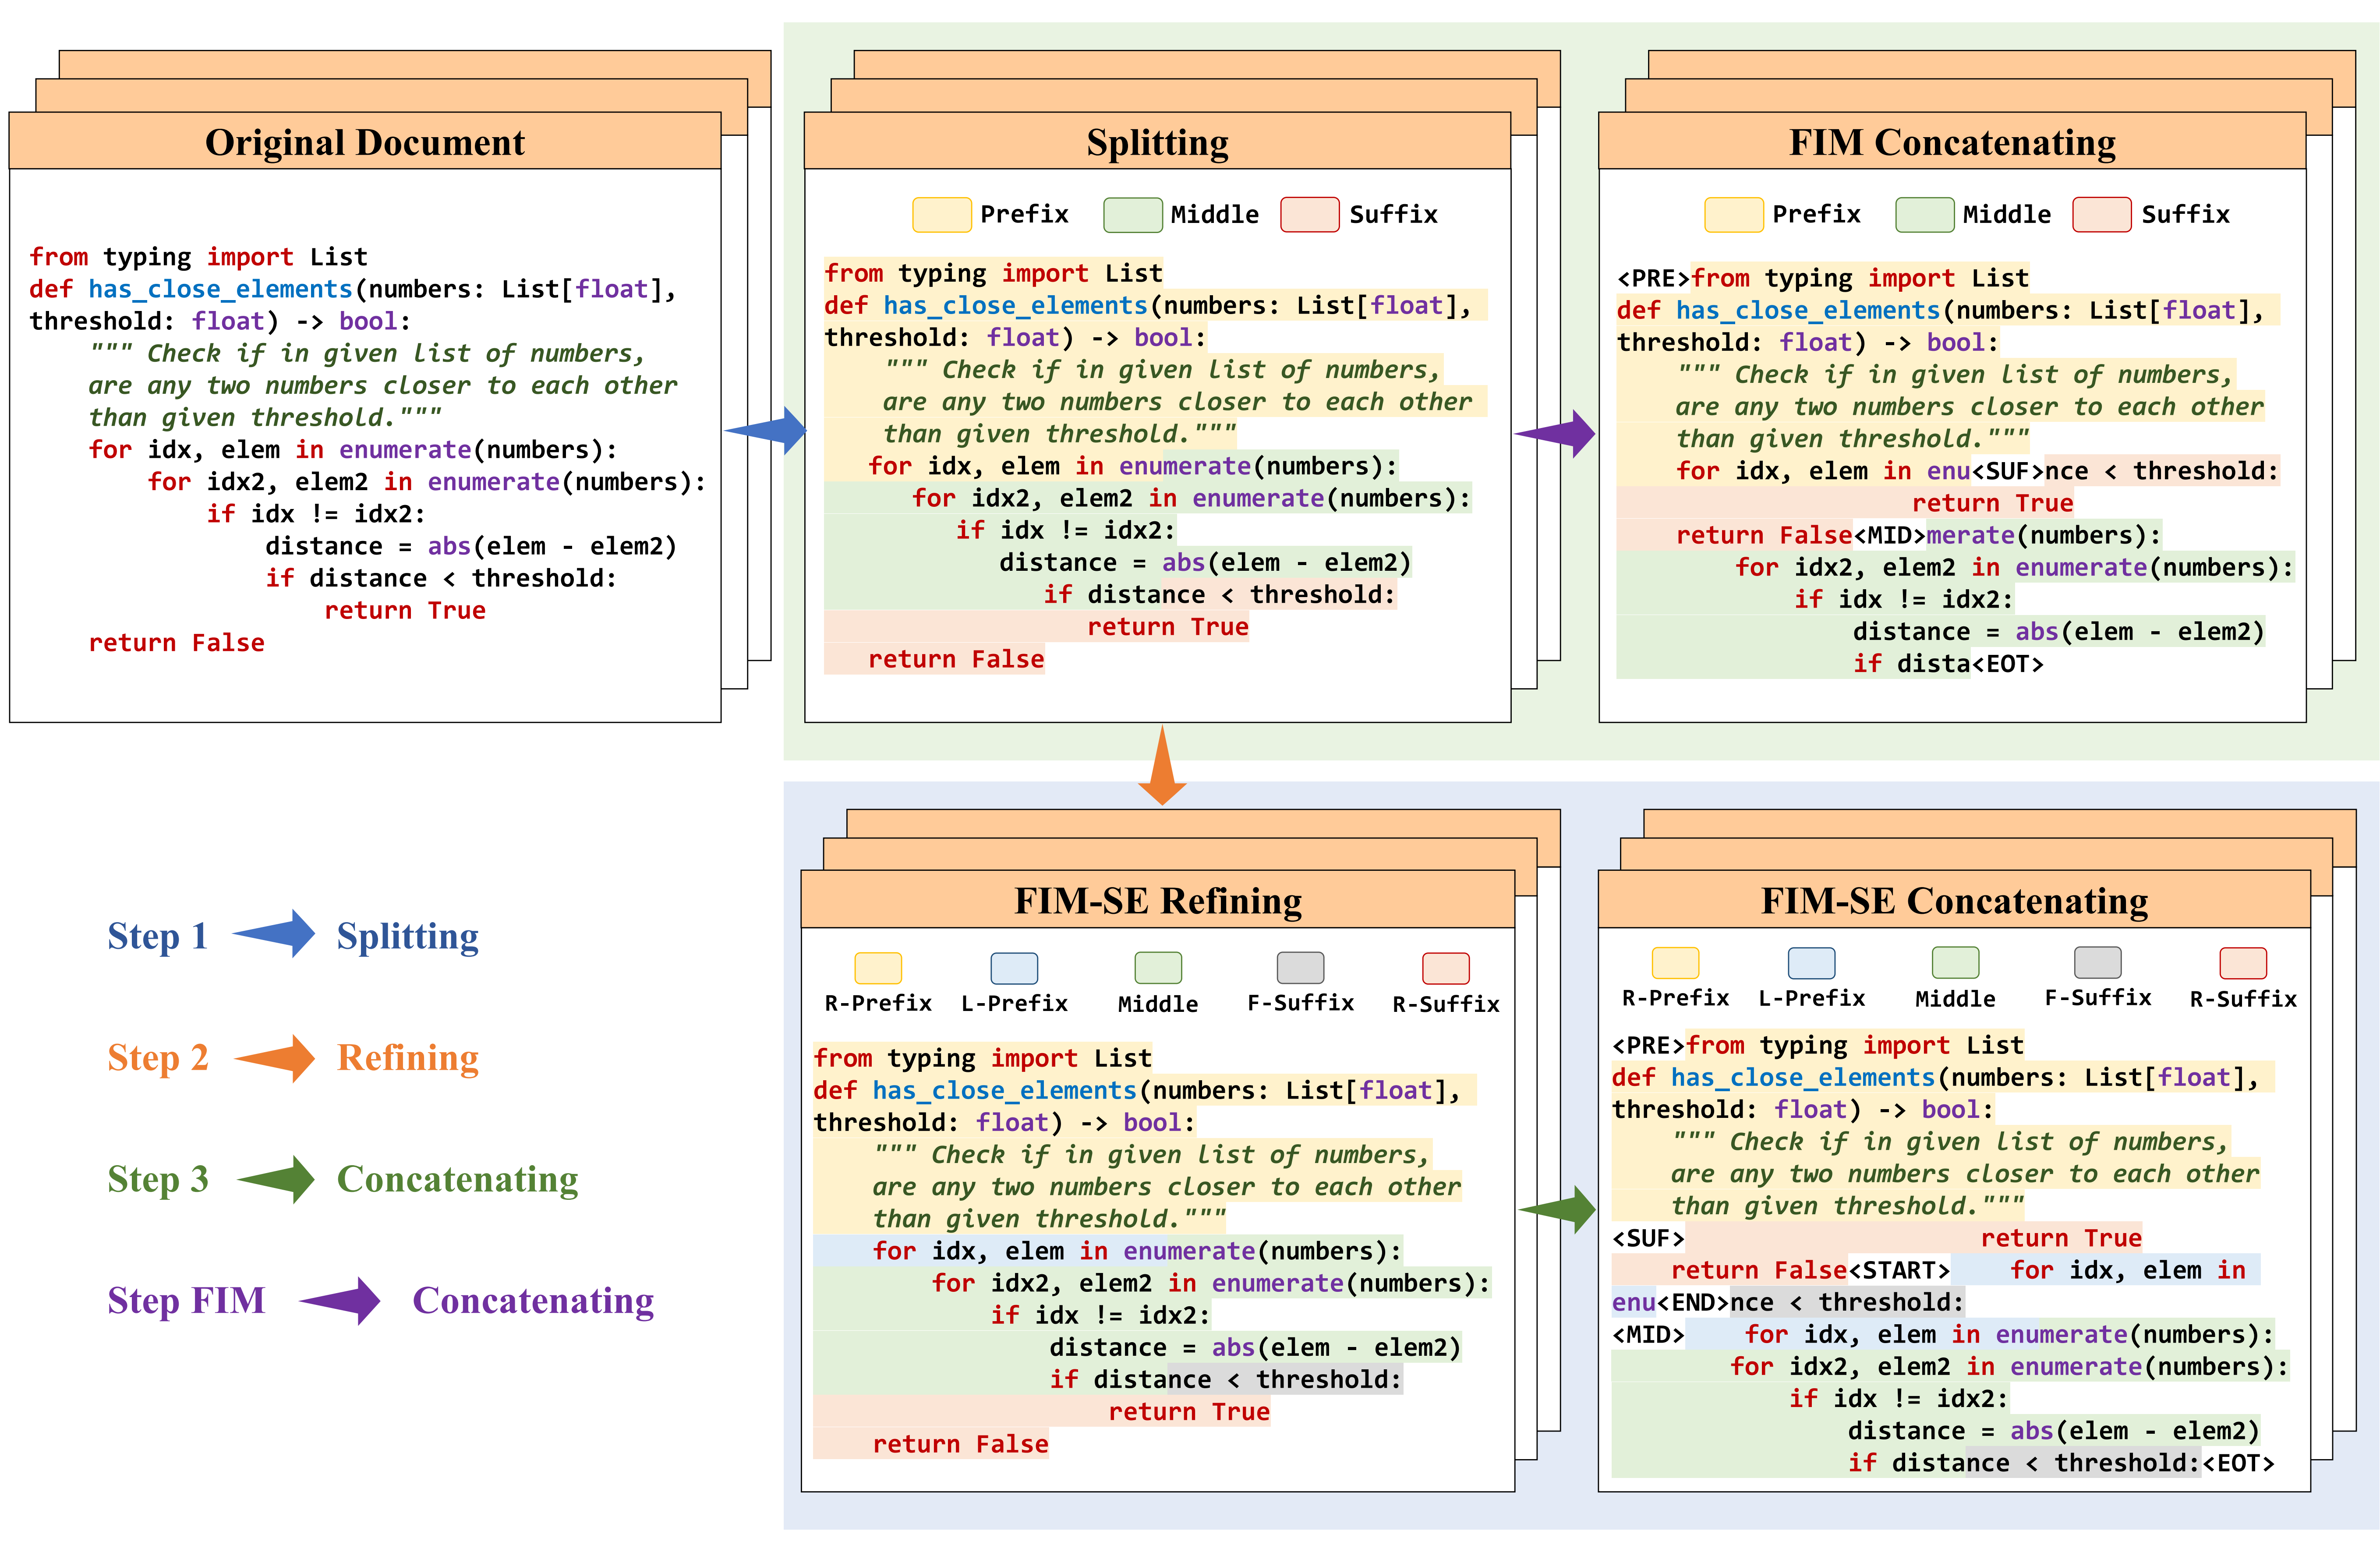 Original Document
from typing import List
def has_close_elements(numbers: List[float],
threshold: float) -> bool:
    """ Check if in given list of numbers,
    are any two numbers closer to each other
    than given threshold."""
    for idx, elem in enumerate(numbers):
        for idx2, elem2 in enumerate(numbers):
            if idx != idx2:
                distance = abs(elem - elem2)
                if distance < threshold:
                    return True
    return False
Splitting
Prefix Middle Suffix
from typing import List
def has_close_elements(numbers: List[float],
threshold: float) -> bool:
    """ Check if in given list of numbers,
    are any two numbers closer to each other
    than given threshold."""
   for idx, elem in enumerate(numbers):
      for idx2, elem2 in enumerate(numbers):
         if idx != idx2:
            distance = abs(elem - elem2)
               if distance < threshold:
                  return True
   return False
FIM Concatenating
Prefix Middle Suffix
<PRE>from typing import List
def has_close_elements(numbers: List[float],
threshold: float) -> bool:
    """ Check if in given list of numbers,
    are any two numbers closer to each other
    than given threshold."""
    for idx, elem in enu<SUF>nce < threshold:
                    return True
    return False<MID>merate(numbers):
        for idx2, elem2 in enumerate(numbers):
            if idx != idx2:
                distance = abs(elem - elem2)
                if dista<EOT>
Step 1 Splitting
Step 2 Refining
Step 3 Concatenating
Step FIM Concatenating
FIM-SE Refining
R-Prefix L-Prefix Middle F-Suffix R-Suffix
from typing import List
def has_close_elements(numbers: List[float],
threshold: float) -> bool:
    """ Check if in given list of numbers,
    are any two numbers closer to each other
    than given threshold."""
    for idx, elem in enumerate(numbers):
        for idx2, elem2 in enumerate(numbers):
            if idx != idx2:
                distance = abs(elem - elem2)
                if distance < threshold:
                    return True
    return False
FIM-SE Concatenating
R-Prefix L-Prefix Middle F-Suffix R-Suffix
<PRE>from typing import List
def has_close_elements(numbers: List[float],
threshold: float) -> bool:
    """ Check if in given list of numbers,
    are any two numbers closer to each other
    than given threshold."""
<SUF>                    return True
    return False<START>    for idx, elem in
enu<END>nce < threshold:
<MID>    for idx, elem in enumerate(numbers):
        for idx2, elem2 in enumerate(numbers):
            if idx != idx2:
                distance = abs(elem - elem2)
                if distance < threshold:<EOT>